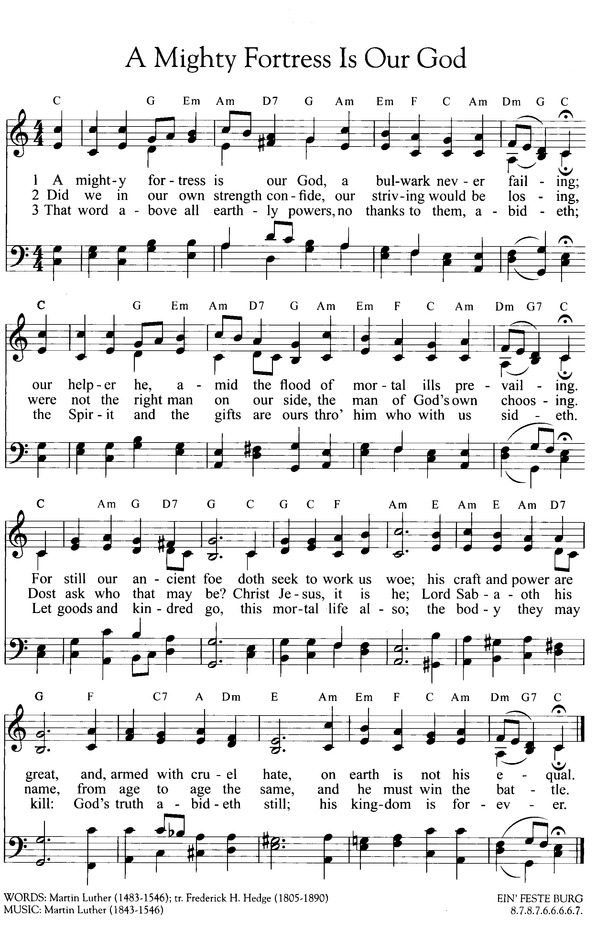 A Mighty Fortress Is Our God
C G Em Am D7 G Am Em F C Am Dm G C
1 A might-y for-tress is our God, a bul-wark nev-er fail-ing;
2 Did we in our own strength con-fide, our striv-ing would be los-ing,
3 That word a-bove all earth-ly powers, no thanks to them, a-bid-eth;
C G Em Am D7 G Am Em F C Am Dm G7 C
our help-er he, a-mid the flood of mor-tal ills pre-vail-ing.
were not the right man on our side, the man of God's own choos-ing.
the Spir-it and the gifts are ours thro' him who with us sid-eth.
C Am G D7 G C G C F Am E Am E Am D7
For still our an-cient foe doth seek to work us woe; his craft and power are
Dost ask who that may be? Christ Je-sus, it is he; Lord Sab-a-oth his
Let goods and kin-dred go, this mor-tal life al-so; the bod-y they may
G F C7 A Dm E Am Em F C Am Dm G7 C
great, and, armed with cru-el hate, on earth is not his e-qual.
name, from age to age the same, and he must win the bat-tle.
kill: God's truth a-bid-eth still; his king-dom is for-ev-er.
WORDS: Martin Luther (1483-1546); tr. Frederick H. Hedge (1805-1890) EIN' FESTE BURG
MUSIC: Martin Luther (1843-1546) 8.7.8.7.6.6.6.6.7.